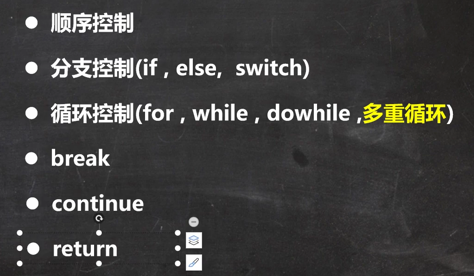 ● 顺序控制
● 分支控制(if , else, switch)
● 循环控制(for , while , dowhile ,多重循环)
● break
● continue
● return